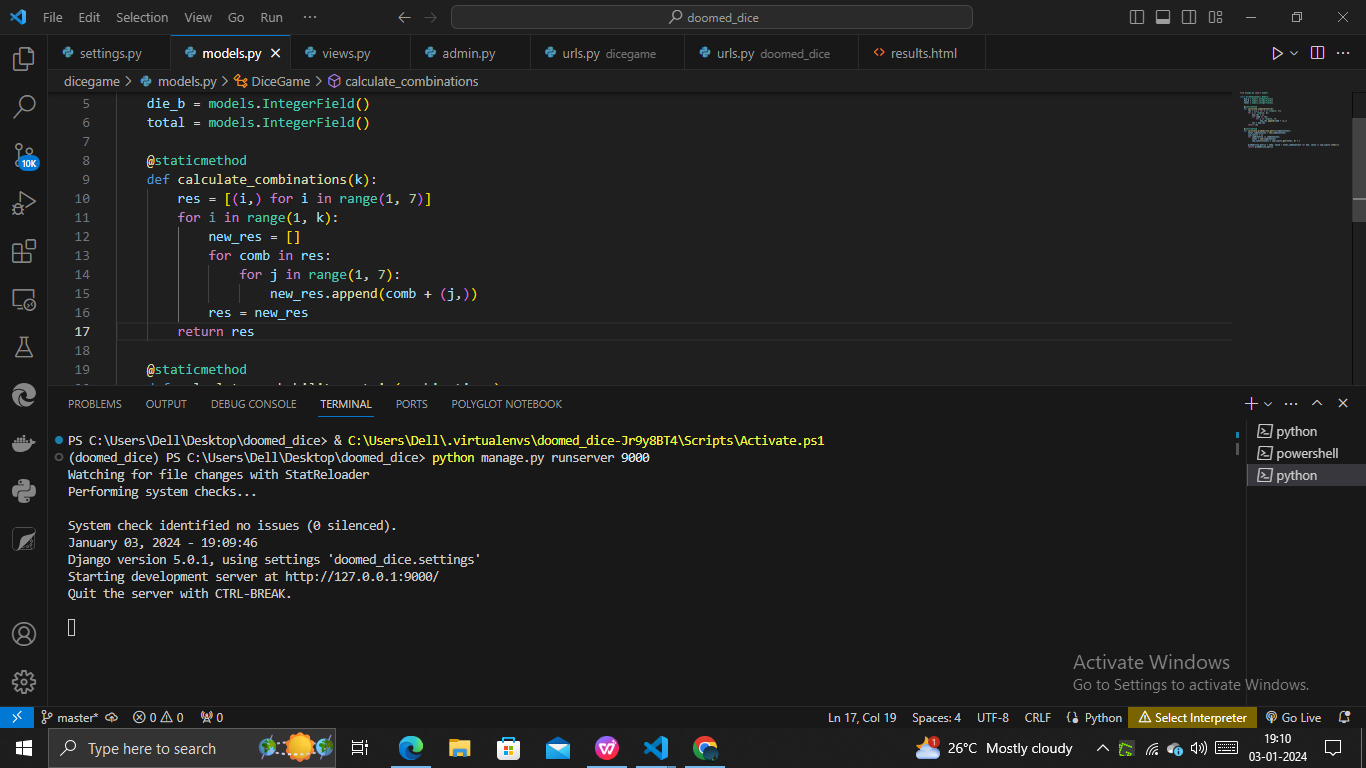 File Edit Selection View Go Run ··· doomed_dice
settings.py models.py views.py admin.py urls.py dicegame urls.py doomed_dice results.html
dicegame > models.py > DiceGame > calculate_combinations
5 die_b = models.IntegerField()
6 total = models.IntegerField()
7
8 @staticmethod
9 def calculate_combinations(k):
10 res = [(i,) for i in range(1, 7)]
11 for i in range(1, k):
12 new_res = []
13 for comb in res:
14 for j in range(1, 7):
15 new_res.append(comb + (j,))
16 res = new_res
17 return res
18
19 @staticmethod
10K
PROBLEMS OUTPUT DEBUG CONSOLE TERMINAL PORTS POLYGLOT NOTEBOOK
PS C:\Users\Dell\Desktop\doomed_dice> & C:\Users\Dell\.virtualenvs\doomed_dice-Jr9y8BT4\Scripts\Activate.ps1
(doomed_dice) PS C:\Users\Dell\Desktop\doomed_dice> python manage.py runserver 9000
Watching for file changes with StatReloader
Performing system checks...
System check identified no issues (0 silenced).
January 03, 2024 - 19:09:46
Django version 5.0.1, using settings 'doomed_dice.settings'
Starting development server at http://127.0.0.1:9000/
Quit the server with CTRL-BREAK.
python
powershell
python
Activate Windows
Go to Settings to activate Windows.
master* 0 0 0 Ln 17, Col 19 Spaces: 4 UTF-8 CRLF Python Select Interpreter Go Live
Type here to search 1 26°C Mostly cloudy 19:10
03-01-2024